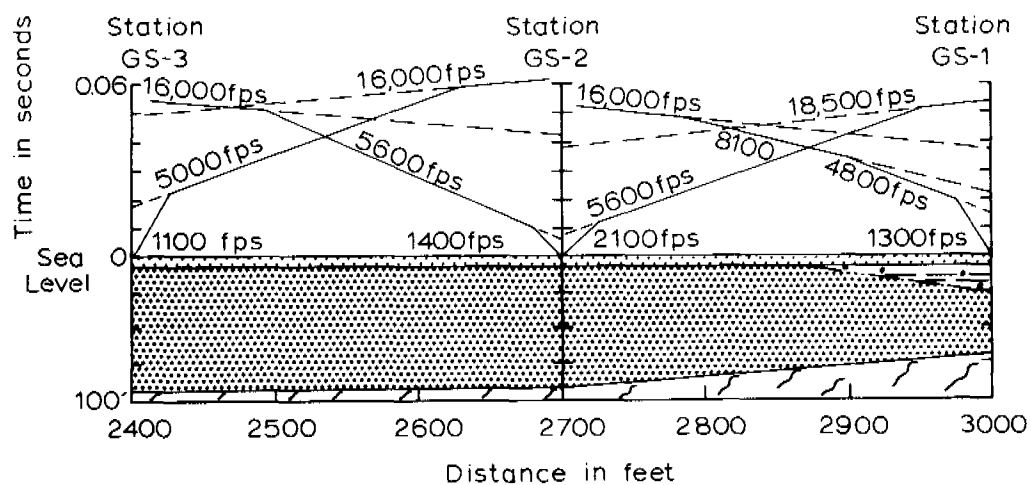 Station
GS-3
Station
GS-2
Station
GS-1
Time in seconds
0.06
16,000fps
16,000fps
16,000fps
18,500fps
5000fps
5600fps
8100
5600fps
4800fps
1100 fps
1400fps
2100fps
1300fps
0
Sea
Level
100'
2400
2500
2600
2700
2800
2900
3000
Distance in feet